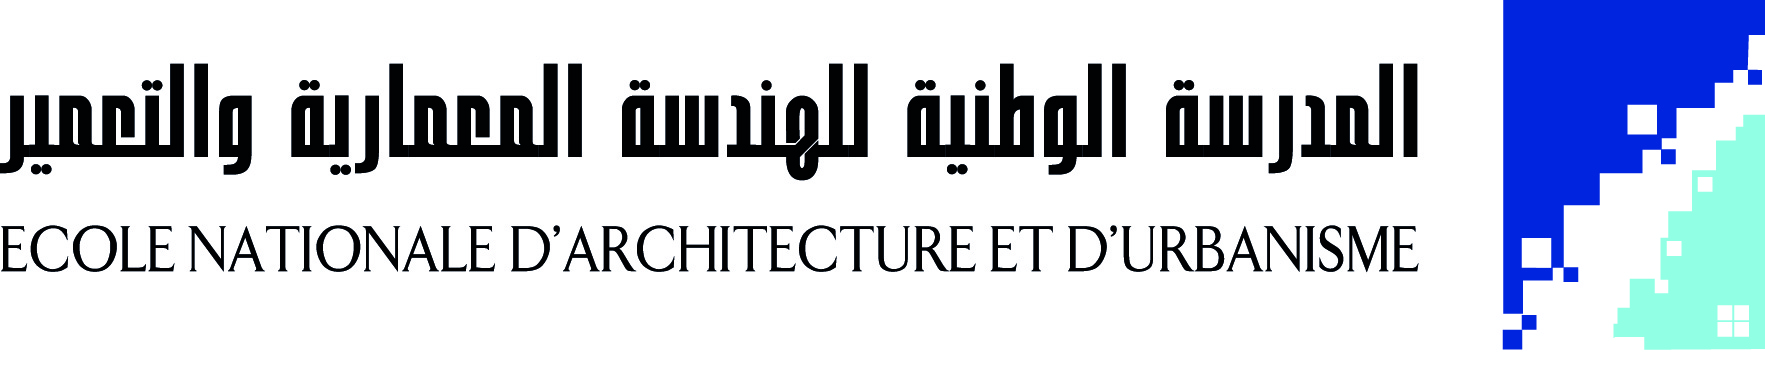 المدرسة الوطنية للهندسة المعمارية والتعمير
ECOLE NATIONALE D’ARCHITECTURE ET D’URBANISME